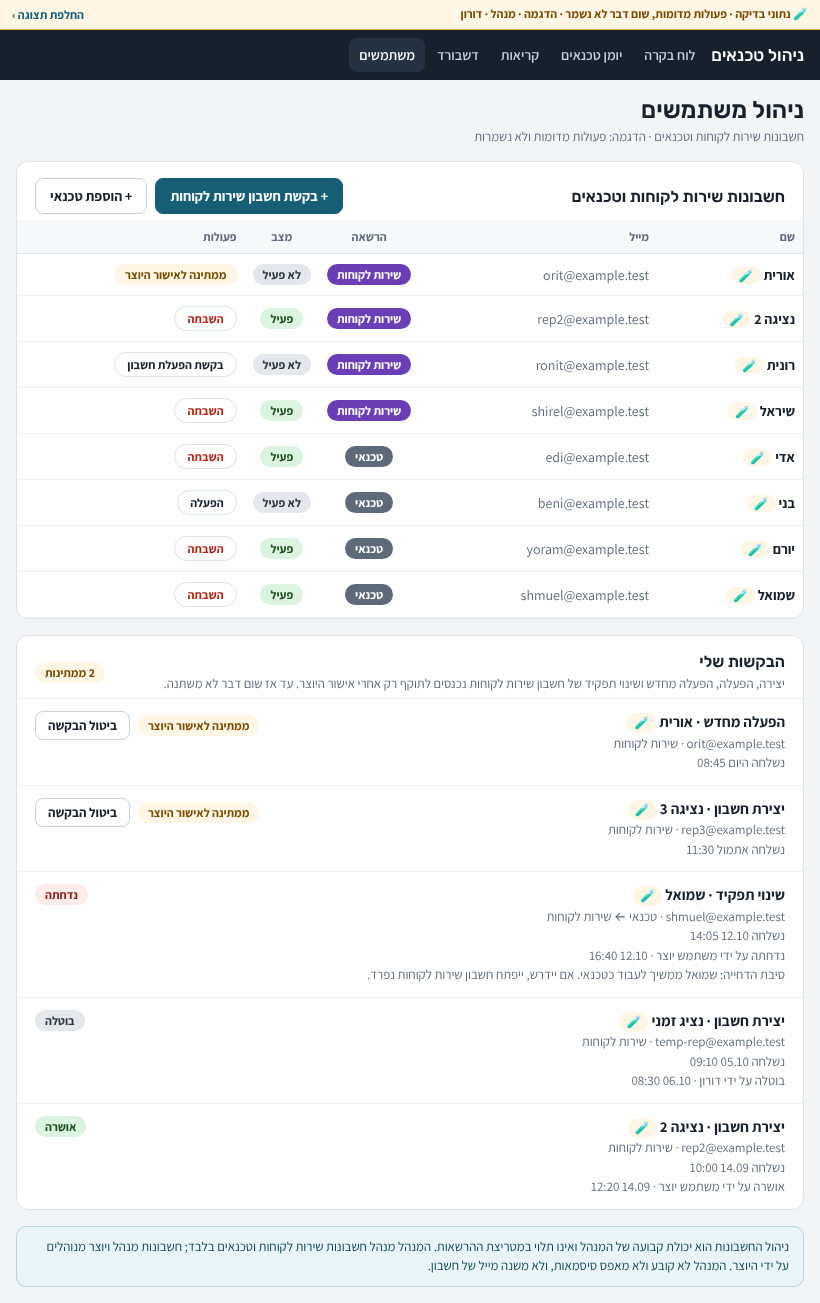 🧪 נתוני בדיקה · פעולות מדומות, שום דבר לא נשמר · הדגמה · מנהל · דורון
החלפת תצוגה ›
ניהול טכנאים לוח בקרה יומן טכנאים קריאות דשבורד משתמשים
ניהול משתמשים
חשבונות שירות לקוחות וטכנאים · הדגמה: פעולות מדומות ולא נשמרות
חשבונות שירות לקוחות וטכנאים
+ בקשת חשבון שירות לקוחות
+ הוספת טכנאי
שם מייל הרשאה מצב פעולות
אורית 🧪 orit@example.test שירות לקוחות לא פעיל ממתינה לאישור היוצר
נציגה 2 🧪 rep2@example.test שירות לקוחות פעיל השבתה
רונית 🧪 ronit@example.test שירות לקוחות לא פעיל בקשת הפעלת חשבון
שיראל 🧪 shirel@example.test שירות לקוחות פעיל השבתה
אדי 🧪 edi@example.test טכנאי פעיל השבתה
בני 🧪 beni@example.test טכנאי לא פעיל הפעלה
יורם 🧪 yoram@example.test טכנאי פעיל השבתה
שמואל 🧪 shmuel@example.test טכנאי פעיל השבתה
הבקשות שלי
2 ממתינות
יצירה, הפעלה, הפעלה מחדש ושינוי תפקיד של חשבון שירות לקוחות נכנסים לתוקף רק אחרי אישור היוצר. עד אז שום דבר לא משתנה.
הפעלה מחדש · אורית 🧪
ממתינה לאישור היוצר
ביטול הבקשה
orit@example.test · שירות לקוחות
נשלחה היום 08:45
יצירת חשבון · נציגה 3 🧪
ממתינה לאישור היוצר
ביטול הבקשה
rep3@example.test · שירות לקוחות
נשלחה אתמול 11:30
שינוי תפקיד · שמואל 🧪
נדחתה
shmuel@example.test · טכנאי ← שירות לקוחות
נשלחה 12.10 14:05
נדחתה על ידי משתמש יוצר · 12.10 16:40
סיבת הדחייה: שמואל ממשיך לעבוד כטכנאי. אם יידרש, ייפתח חשבון שירות לקוחות נפרד.
יצירת חשבון · נציג זמני 🧪
בוטלה
temp-rep@example.test · שירות לקוחות
נשלחה 05.10 09:10
בוטלה על ידי דורון · 06.10 08:30
יצירת חשבון · נציגה 2 🧪
אושרה
rep2@example.test · שירות לקוחות
נשלחה 14.09 10:00
אושרה על ידי משתמש יוצר · 14.09 12:20
ניהול החשבונות הוא יכולת קבועה של המנהל ואינו תלוי במטריצת ההרשאות. המנהל מנהל חשבונות שירות לקוחות וטכנאים בלבד; חשבונות מנהל ויוצר מנוהלים
על ידי היוצר. המנהל לא קובע ולא מאפס סיסמאות, ולא משנה מייל של חשבון.